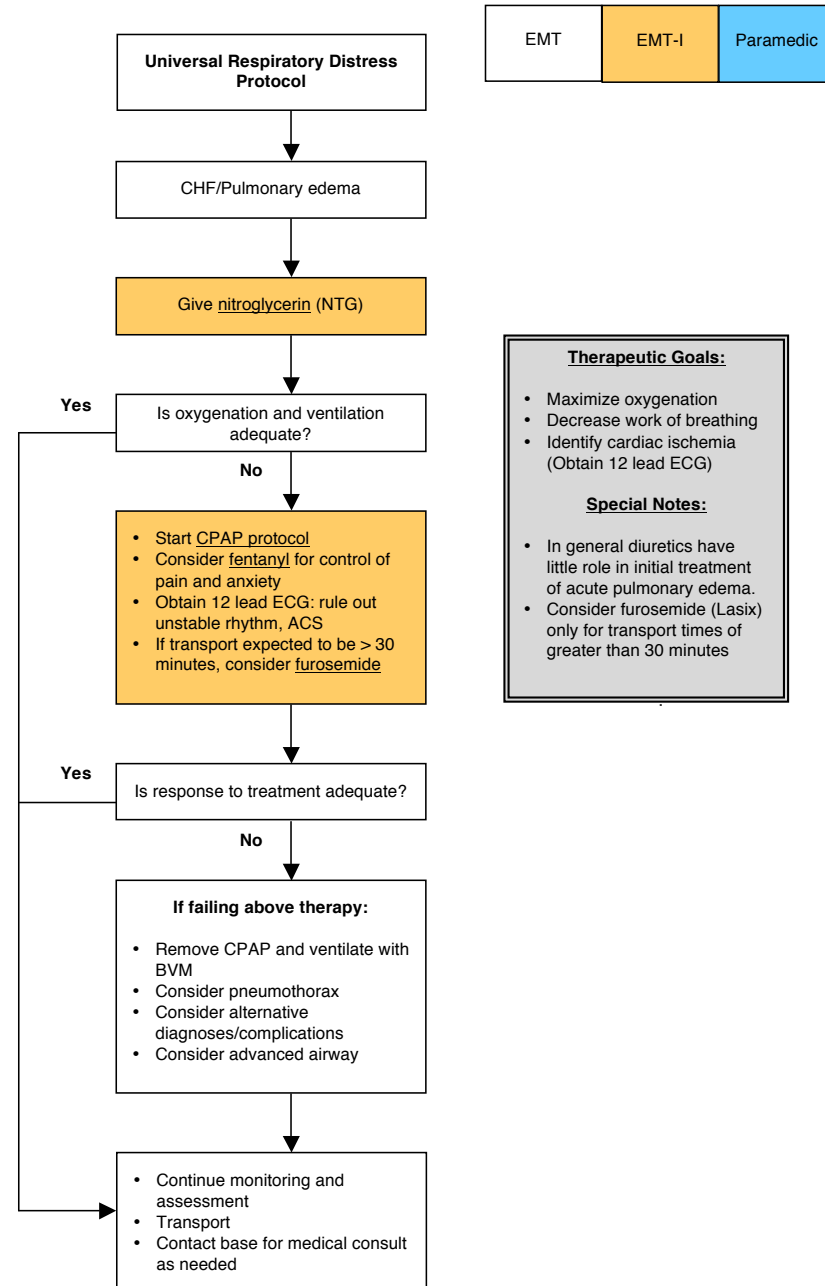 EMT
EMT-I
Paramedic
Universal Respiratory Distress
Protocol
CHF/Pulmonary edema
Give nitroglycerin (NTG)
Yes
Is oxygenation and ventilation
adequate?
No
• Start CPAP protocol
• Consider fentanyl for control of
pain and anxiety
• Obtain 12 lead ECG: rule out
unstable rhythm, ACS
• If transport expected to be > 30
minutes, consider furosemide
Therapeutic Goals:
• Maximize oxygenation
• Decrease work of breathing
• Identify cardiac ischemia
(Obtain 12 lead ECG)
Special Notes:
• In general diuretics have
little role in initial treatment
of acute pulmonary edema.
• Consider furosemide (Lasix)
only for transport times of
greater than 30 minutes
.
Yes
Is response to treatment adequate?
No
If failing above therapy:
• Remove CPAP and ventilate with
BVM
• Consider pneumothorax
• Consider alternative
diagnoses/complications
• Consider advanced airway
• Continue monitoring and
assessment
• Transport
• Contact base for medical consult
as needed